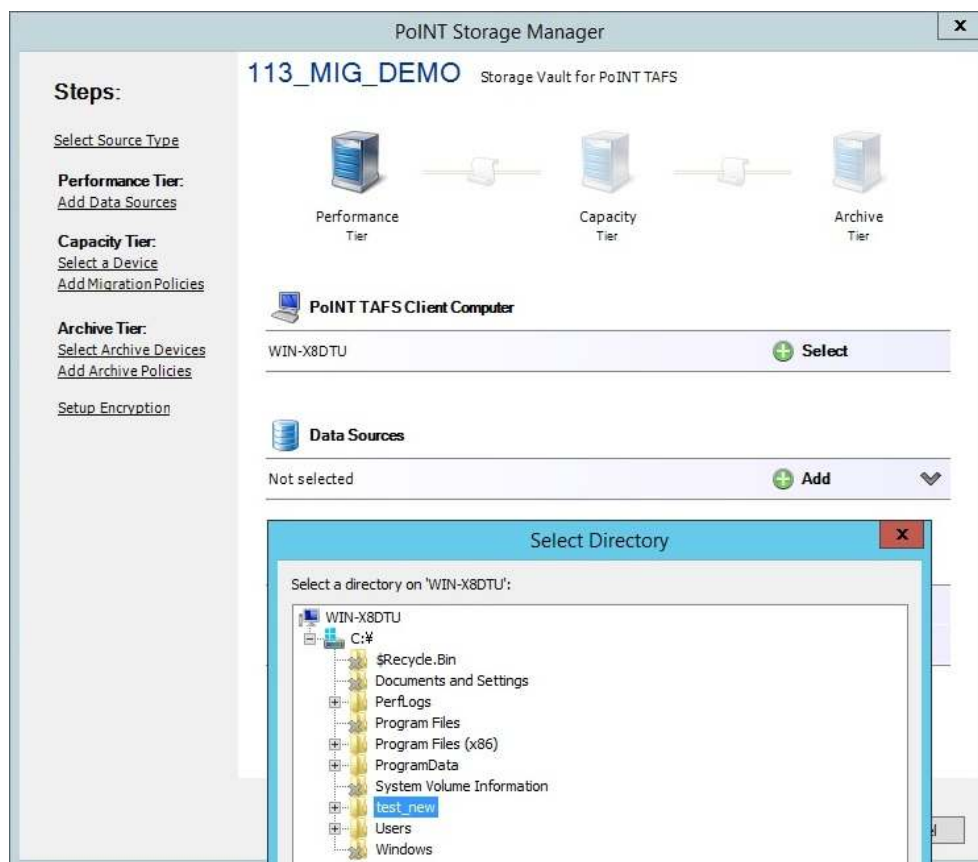 PoINT Storage Manager
x
Steps:
Select Source Type
Performance Tier:
Add Data Sources
Capacity Tier:
Select a Device
Add Migration Policies
Archive Tier:
Select Archive Devices
Add Archive Policies
Setup Encryption
113_MIG_DEMO Storage Vault for PoINT TAFS
Performance
Tier
Capacity
Tier
Archive
Tier
PoINT TAFS Client Computer
WIN-X8DTU Select
Data Sources
Not selected Add
Select Directory
x
Select a directory on 'WIN-X8DTU':
WIN-X8DTU
C:¥
$Recycle.Bin
Documents and Settings
PerfLogs
Program Files
Program Files (x86)
ProgramData
System Volume Information
test_new
Users
Windows